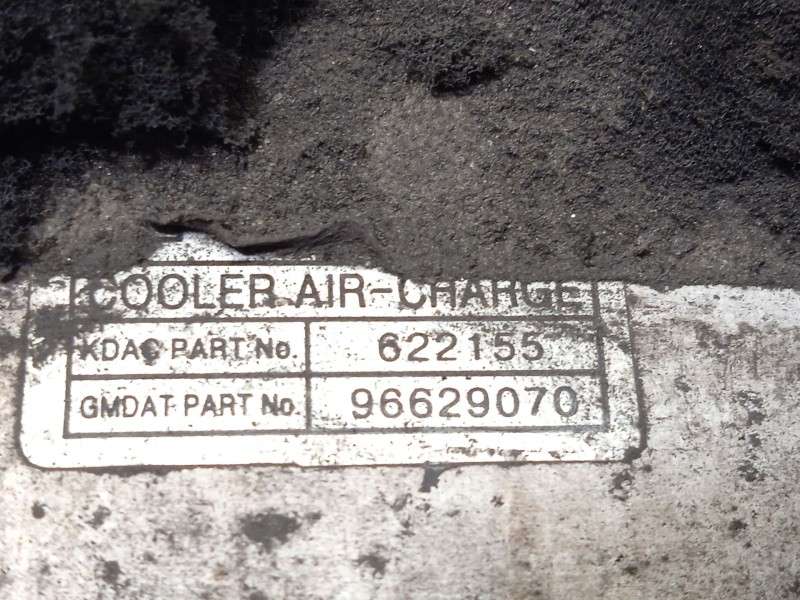 COOLER AIR-CHARGE
KDAC PART No. 622155
GMDAT PART No. 96629070